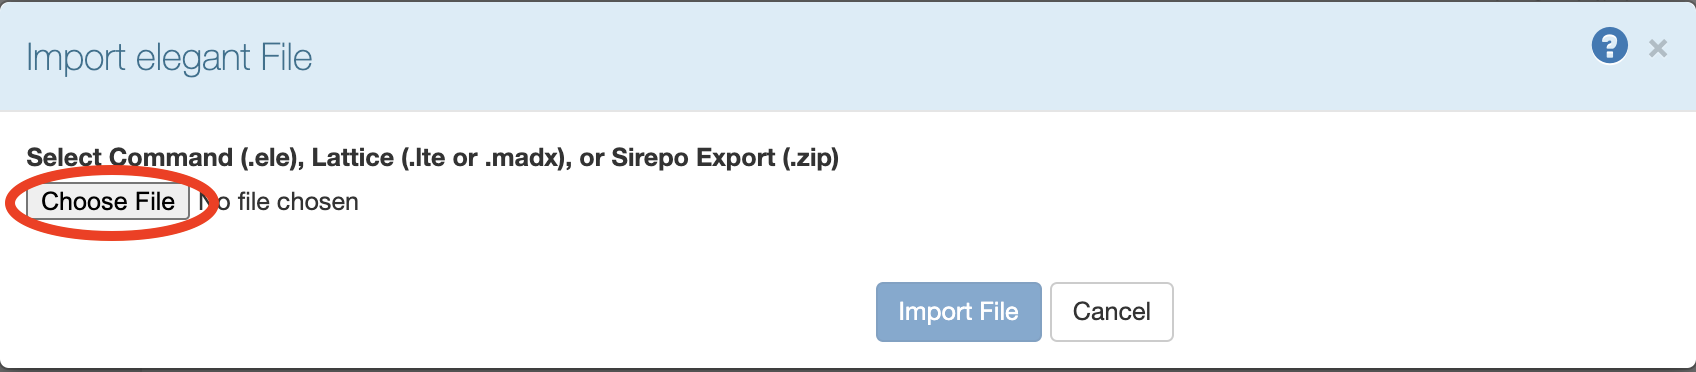 Import elegant File
?
×
Select Command (.ele), Lattice (.lte or .madx), or Sirepo Export (.zip)
Choose File No file chosen
Import File Cancel